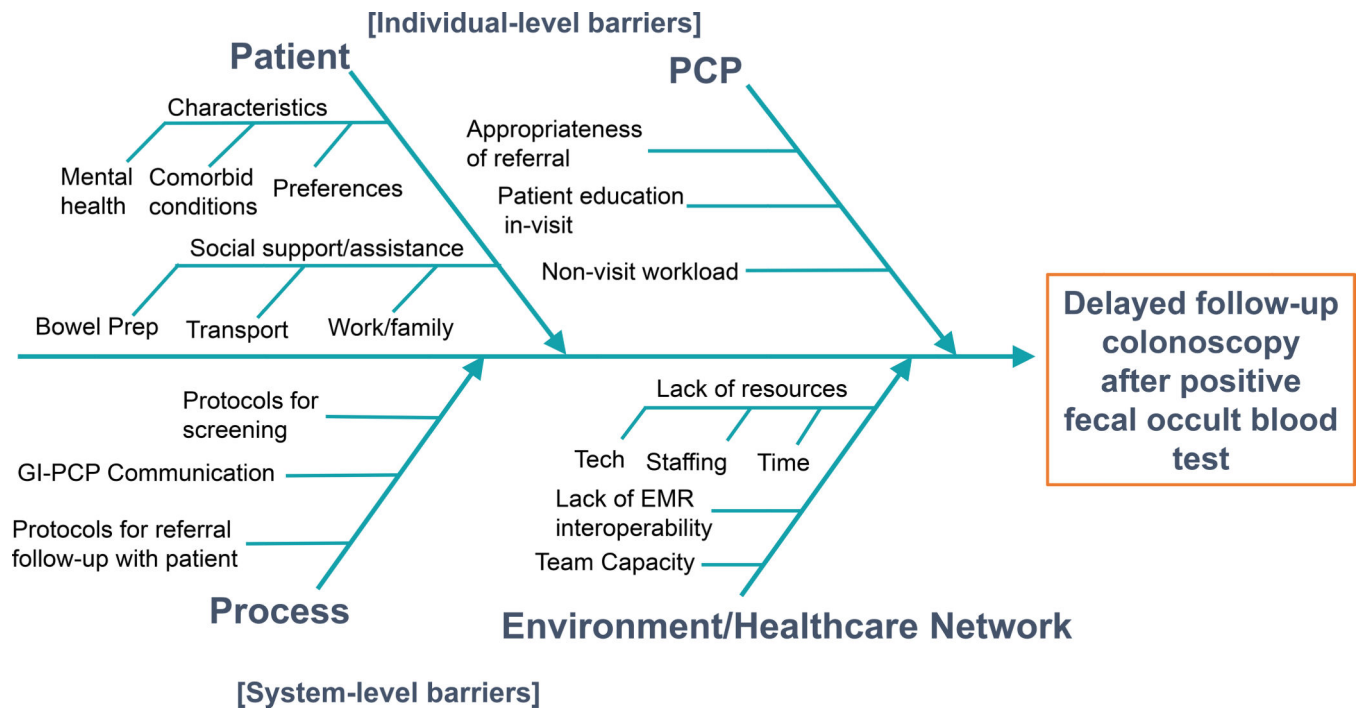 [Individual-level barriers]
Patient
PCP
Characteristics
Mental
health
Comorbid
conditions
Preferences
Social support/assistance
Bowel Prep
Transport
Work/family
Appropriateness
of referral
Patient education
in-visit
Non-visit workload
Delayed follow-up
colonoscopy
after positive
fecal occult blood
test
Protocols for
screening
GI-PCP Communication
Protocols for referral
follow-up with patient
Process
Lack of resources
Tech
Staffing
Time
Lack of EMR
interoperability
Team Capacity
Environment/Healthcare Network
[System-level barriers]